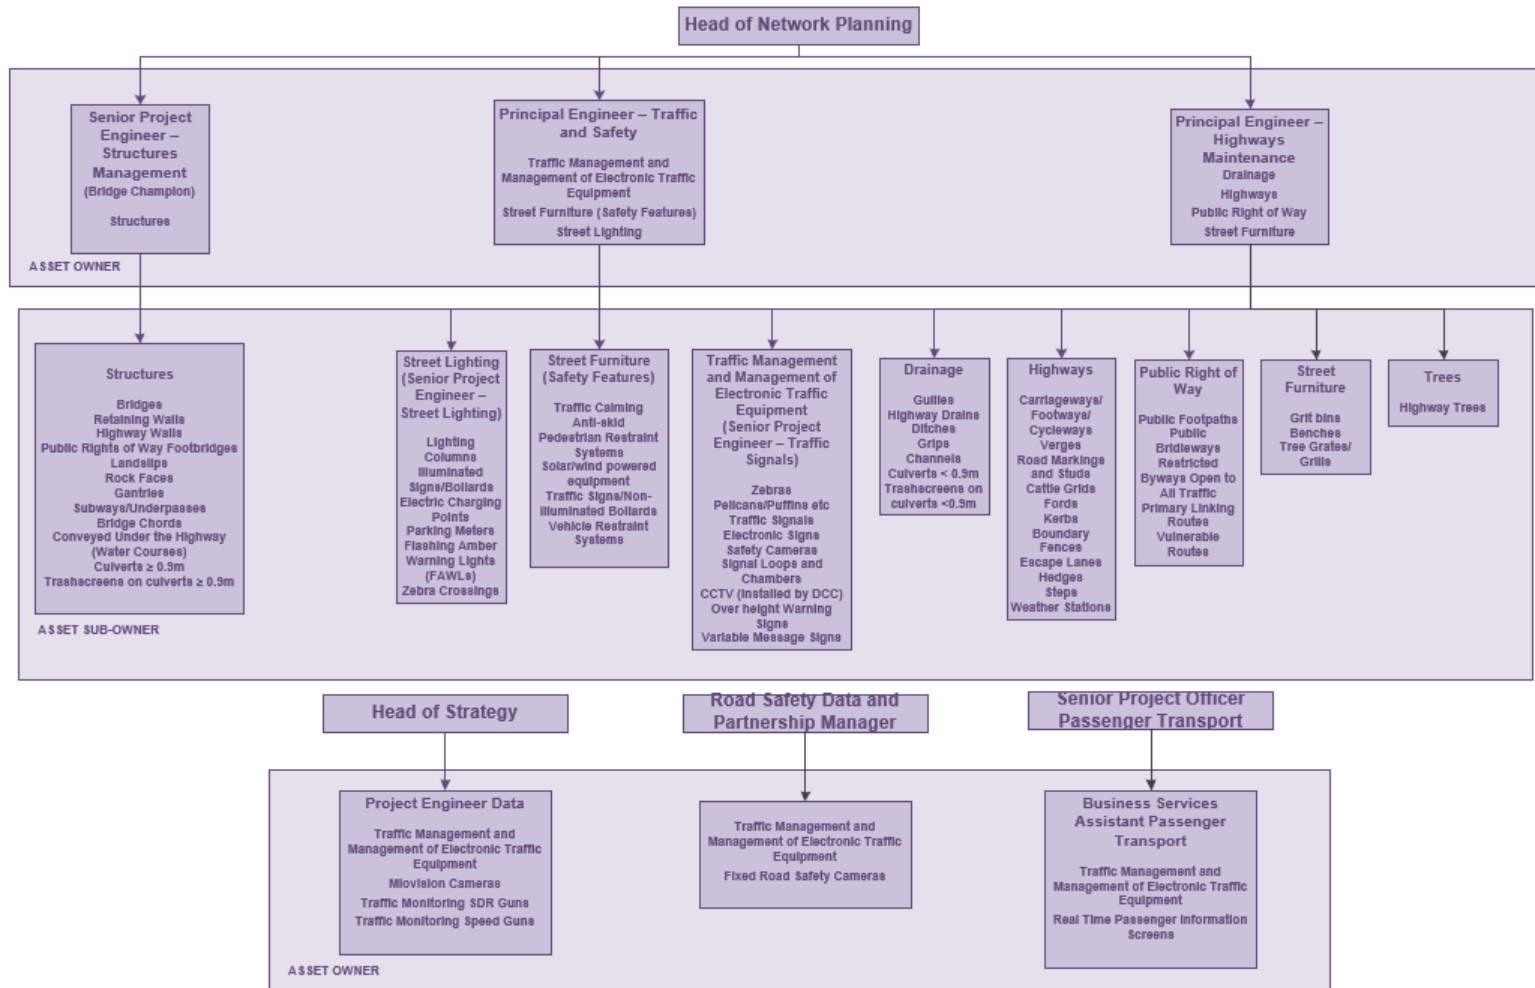 Head of Network Planning
Senior Project
Engineer –
Structures
Management
(Bridge Champion)
Structures
Principal Engineer – Traffic
and Safety
Traffic Management and
Management of Electronic Traffic
Equipment
Street Furniture (Safety Features)
Street Lighting
Principal Engineer –
Highways
Maintenance
Drainage
Highways
Public Right of Way
Street Furniture
ASSET OWNER
Structures
Bridges
Retaining Walls
Highway Walls
Public Rights of Way Footbridges
Landslips
Rock Faces
Gantries
Subways/Underpasses
Bridge Chords
Conveyed Under the Highway
(Water Courses)
Culverts ≥ 0.9m
Trashscreens on culverts ≥ 0.9m
Street Lighting
(Senior Project
Engineer –
Street Lighting)
Lighting
Columns
Illuminated
Signs/Bollards
Electric Charging
Points
Parking Meters
Flashing Amber
Warning Lights
(FAWLs)
Zebra Crossings
Street Furniture
(Safety Features)
Traffic Calming
Anti-skid
Pedestrian Restraint
Systems
Solar/wind powered
equipment
Traffic Signs/Non-
Illuminated Bollards
Vehicle Restraint
Systems
Traffic Management
and Management of
Electronic Traffic
Equipment
(Senior Project
Engineer – Traffic
Signals)
Zebras
Pelicans/Puffins etc
Traffic Signals
Electronic Signs
Safety Cameras
Signal Loops and
Chambers
CCTV (Installed by DCC)
Over height Warning
Signs
Variable Message Signs
Drainage
Gullies
Highway Drains
Ditches
Grips
Channels
Culverts < 0.9m
Trashscreens on
culverts <0.9m
Highways
Carriageways/
Footways/
Cycleways
Verges
Road Markings
and Studs
Cattle Grids
Fords
Kerbs
Boundary
Fences
Escape Lanes
Hedges
Steps
Weather Stations
Public Right of
Way
Public Footpaths
Public
Bridleways
Restricted
Byways Open to
All Traffic
Primary Linking
Routes
Vulnerable
Routes
Street
Furniture
Grit bins
Benches
Tree Grates/
Grills
Trees
Highway Trees
ASSET SUB-OWNER
Head of Strategy
Road Safety Data and
Partnership Manager
Senior Project Officer
Passenger Transport
Project Engineer Data
Traffic Management and
Management of Electronic Traffic
Equipment
Miovision Cameras
Traffic Monitoring SDR Guns
Traffic Monitoring Speed Guns
Traffic Management and
Management of Electronic Traffic
Equipment
Fixed Road Safety Cameras
Business Services
Assistant Passenger
Transport
Traffic Management and
Management of Electronic Traffic
Equipment
Real Time Passenger Information
Screens
ASSET OWNER